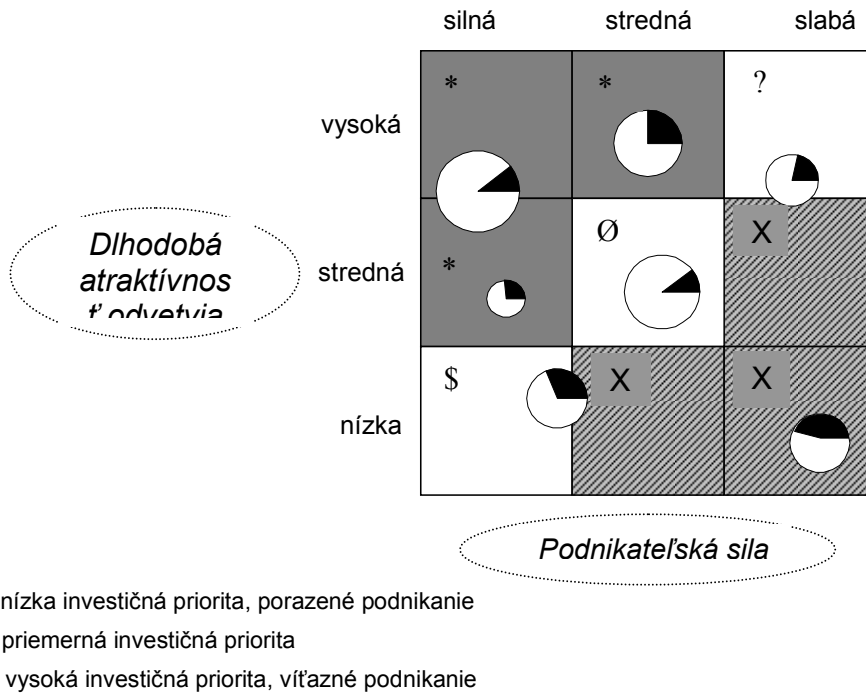 silná stredná slabá
* * ?
vysoká
Dlhodobá
atraktívnos
ť odvetvia
stredná
* Ø X
$ X X
nízka
Podnikateľská sila
nízka investičná priorita, porazené podnikanie
priemerná investičná priorita
vysoká investičná priorita, víťazné podnikanie